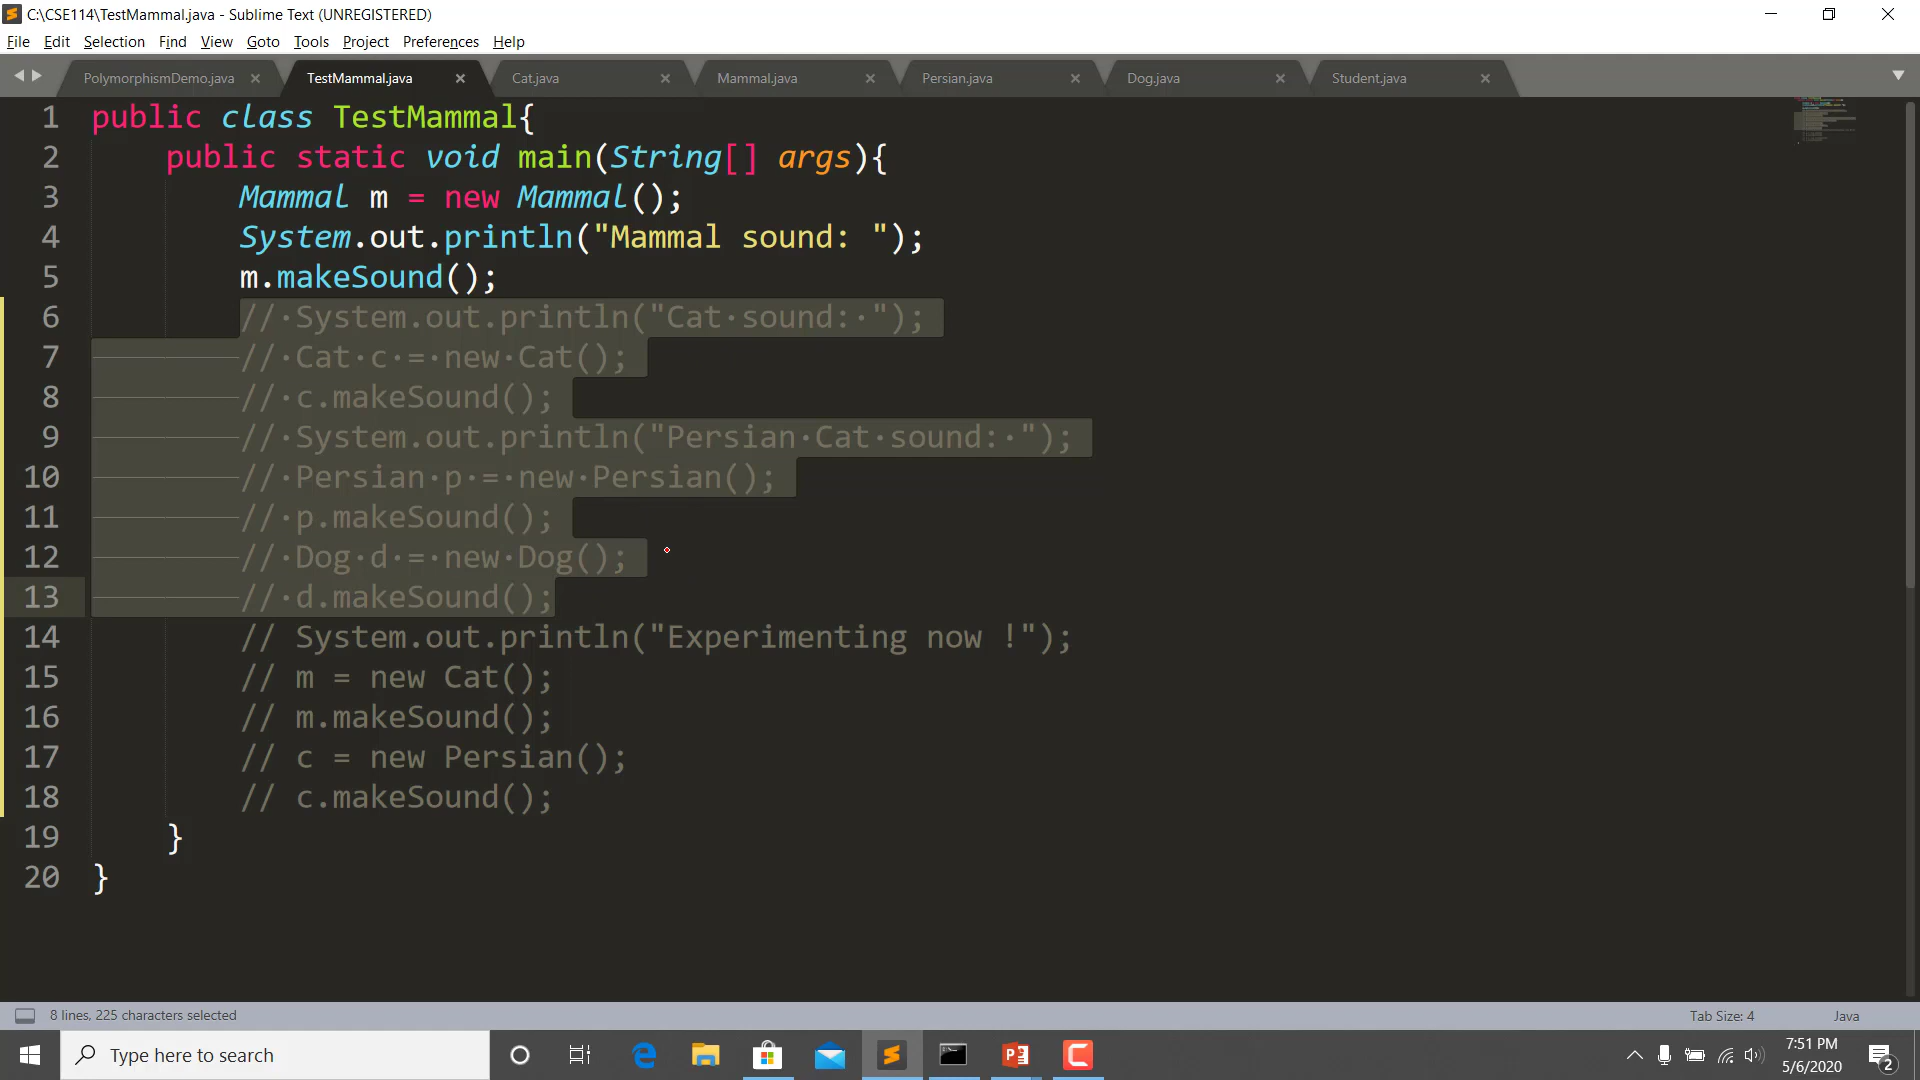 C:\CSE114\TestMammal.java - Sublime Text (UNREGISTERED)
File Edit Selection Find View Goto Tools Project Preferences Help
PolymorphismDemo.java TestMammal.java Cat.java Mammal.java Persian.java Dog.java Student.java
1 public class TestMammal{
2 public static void main(String[] args){
3 Mammal m = new Mammal();
4 System.out.println("Mammal sound: ");
5 m.makeSound();
6 // System.out.println("Cat sound: ");
7 // Cat c = new Cat();
8 // c.makeSound();
9 // System.out.println("Persian Cat sound: ");
10 // Persian p = new Persian();
11 // p.makeSound();
12 // Dog d = new Dog();
13 // d.makeSound();
14 // System.out.println("Experimenting now !");
15 // m = new Cat();
16 // m.makeSound();
17 // c = new Persian();
18 // c.makeSound();
19 }
20 }
8 lines, 225 characters selected Tab Size: 4 Java
Type here to search
7:51 PM
5/6/2020
2